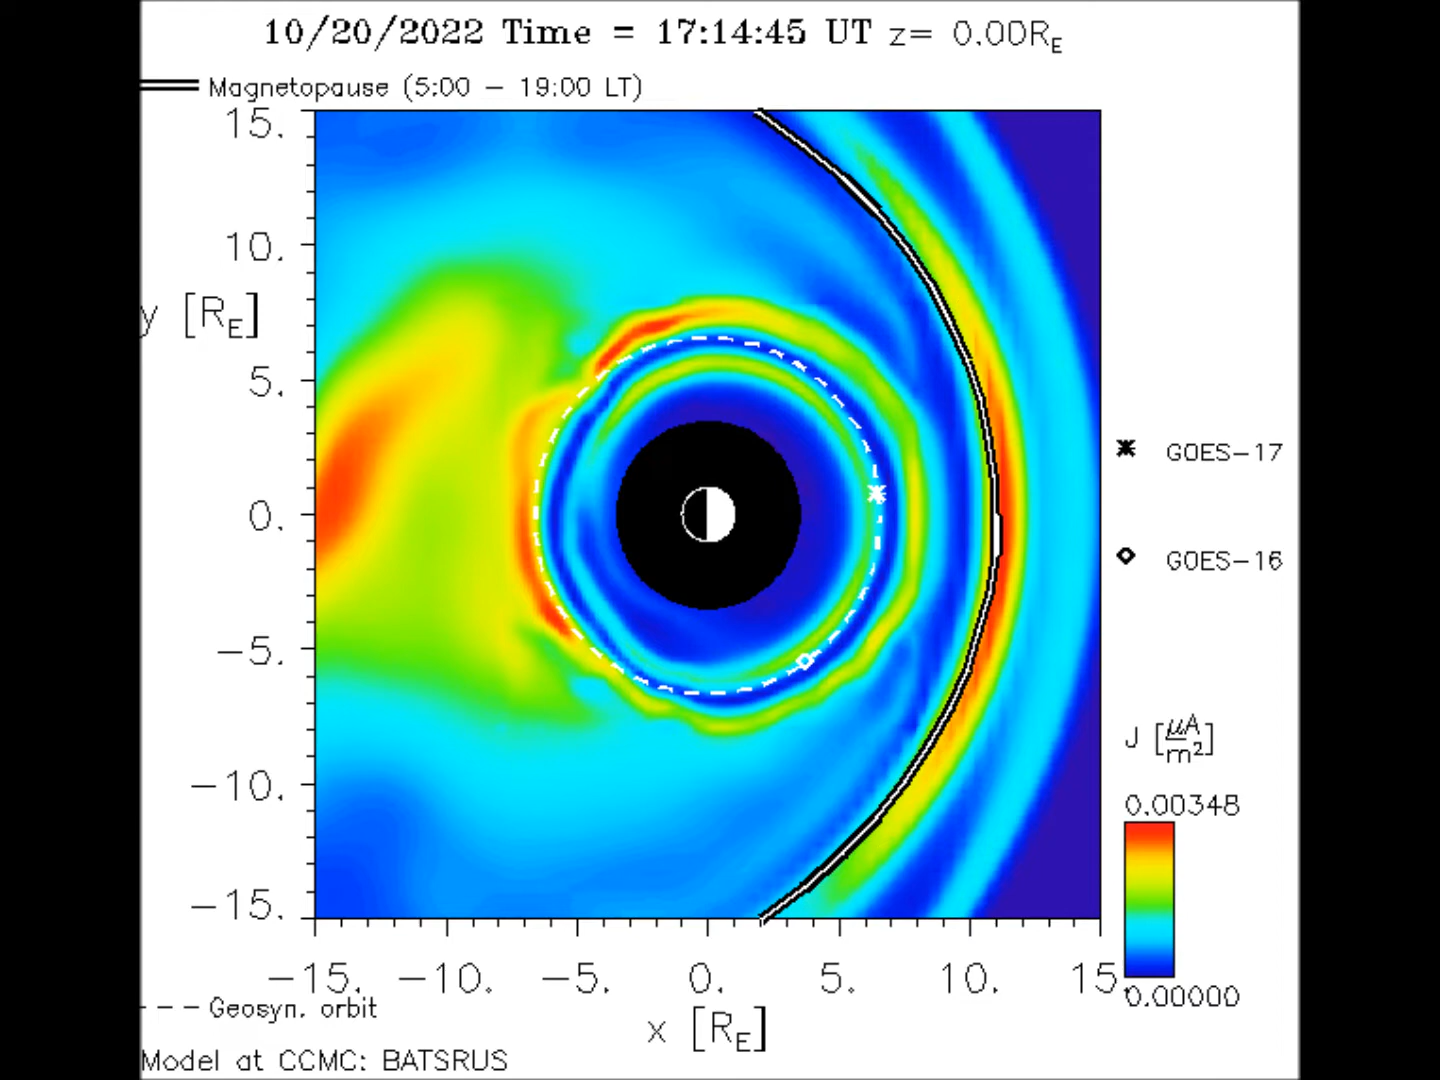 10/20/2022 Time = 17:14:45 UT z= 0.00RE
Magnetopause (5:00 – 19:00 LT)
15.
10.
y [RE]
5.
GOES-17
0.
GOES-16
-5.
J [μA/m2]
-10.
0.00348
-15.
-15. -10. -5. 0. 5. 10. 15.
0.00000
Geosyn. orbit
x [RE]
Model at CCMC: BATSRUS